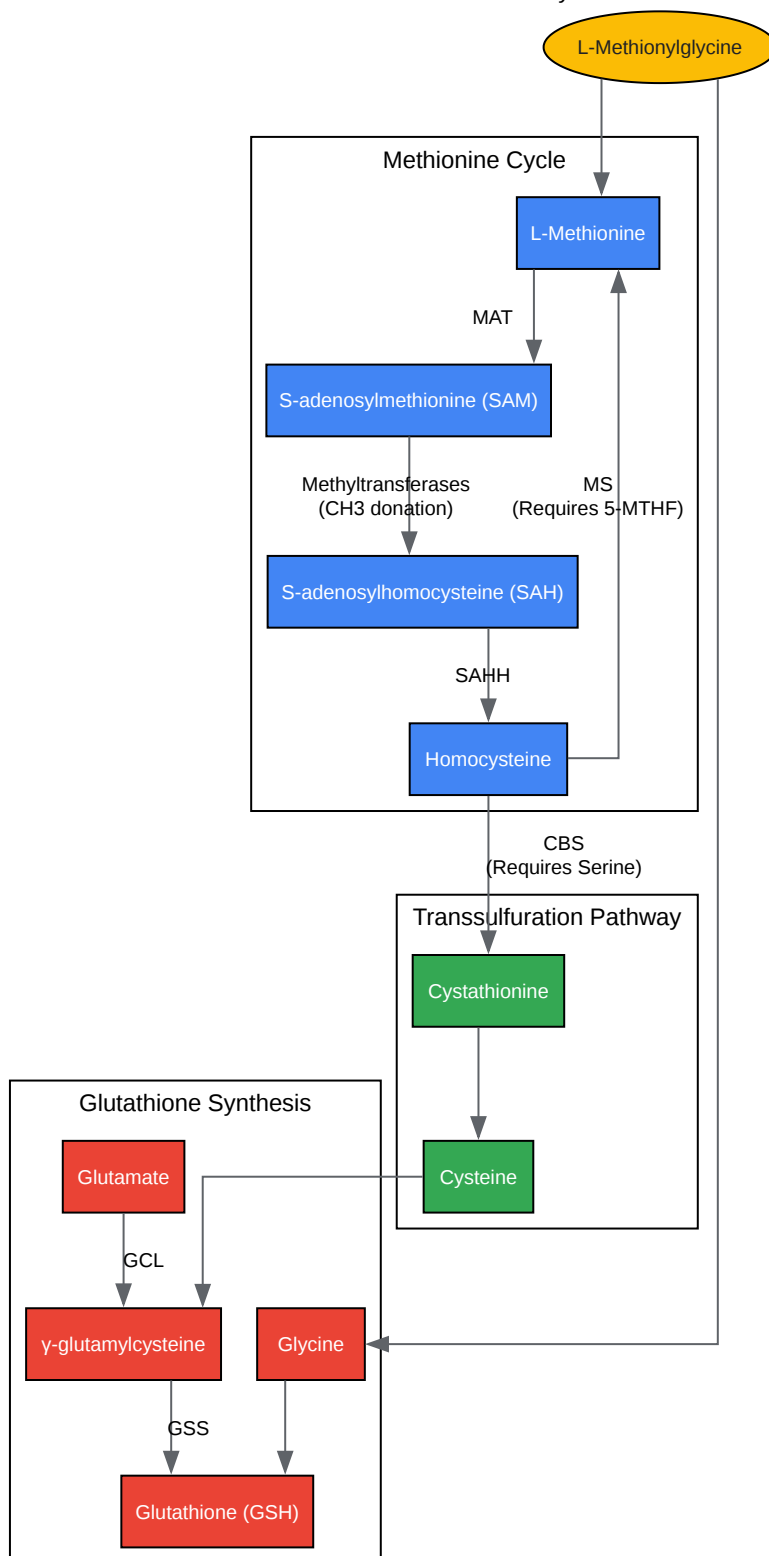 L-Methionylglycine
Methionine Cycle
L-Methionine
MAT
S-adenosylmethionine (SAM)
Methyltransferases
(CH3 donation)
MS
(Requires 5-MTHF)
S-adenosylhomocysteine (SAH)
SAHH
Homocysteine
CBS
(Requires Serine)
Transsulfuration Pathway
Cystathionine
Glutathione Synthesis
Glutamate
Cysteine
GCL
γ-glutamylcysteine
Glycine
GSS
Glutathione (GSH)